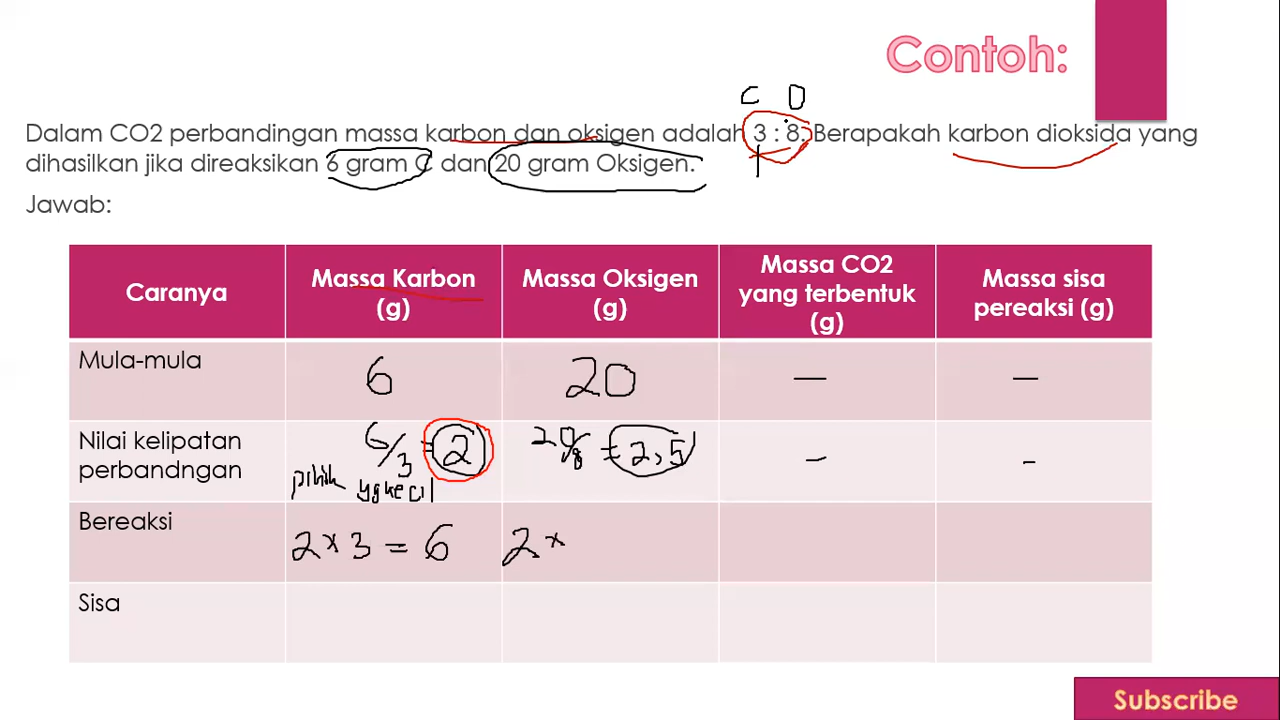 Contoh:
C O
Dalam CO2 perbandingan massa karbon dan oksigen adalah 3 : 8. Berapakah karbon dioksida yang
dihasilkan jika direaksikan 6 gram C dan 20 gram Oksigen.
Jawab:
Caranya
Massa Karbon
(g)
Massa Oksigen
(g)
Massa CO2
yang terbentuk
(g)
Massa sisa
pereaksi (g)
Mula-mula
6
20
—
—
Nilai kelipatan
perbandngan
6/3 = 2
pilih yg kecil
20/8 = 2,5
—
-
Bereaksi
2 × 3 = 6
2 ×
Sisa
Subscribe